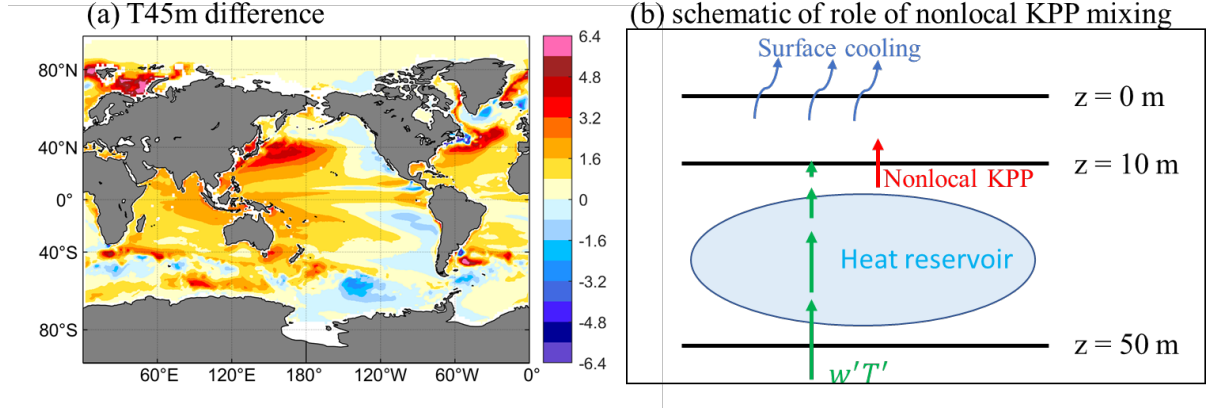 (a) T45m difference
80°N
40°N
0°
40°S
80°S
60°E
120°E
180°
120°W
60°W
0°
6.4
4.8
3.2
1.6
0
-1.6
-3.2
-4.8
-6.4
(b) schematic of role of nonlocal KPP mixing
Surface cooling
z = 0 m
z = 10 m
Nonlocal KPP
Heat reservoir
z = 50 m
w'T'